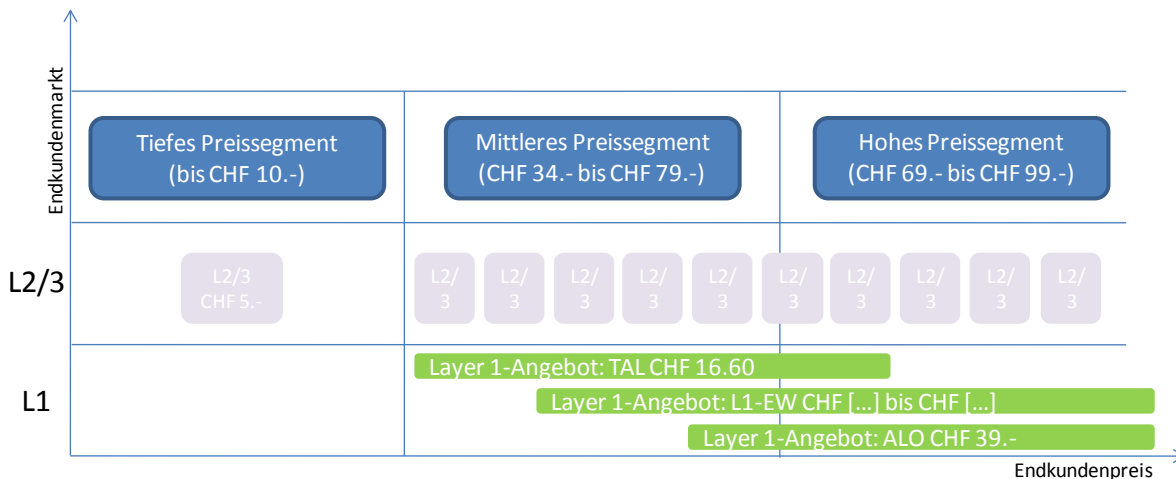 Endkundenmarkt
Tiefes Preissegment
(bis CHF 10.-)
Mittleres Preissegment
(CHF 34.- bis CHF 79.-)
Hohes Preissegment
(CHF 69.- bis CHF 99.-)
L2/3
L2/3
CHF 5.-
L2/
3
L2/
3
L2/
3
L2/
3
L2/
3
L2/
3
L2/
3
L2/
3
L2/
3
L2/
3
L1
Layer 1-Angebot: TAL CHF 16.60
Layer 1-Angebot: L1-EW CHF [...] bis CHF [...]
Layer 1-Angebot: ALO CHF 39.-
Endkundenpreis